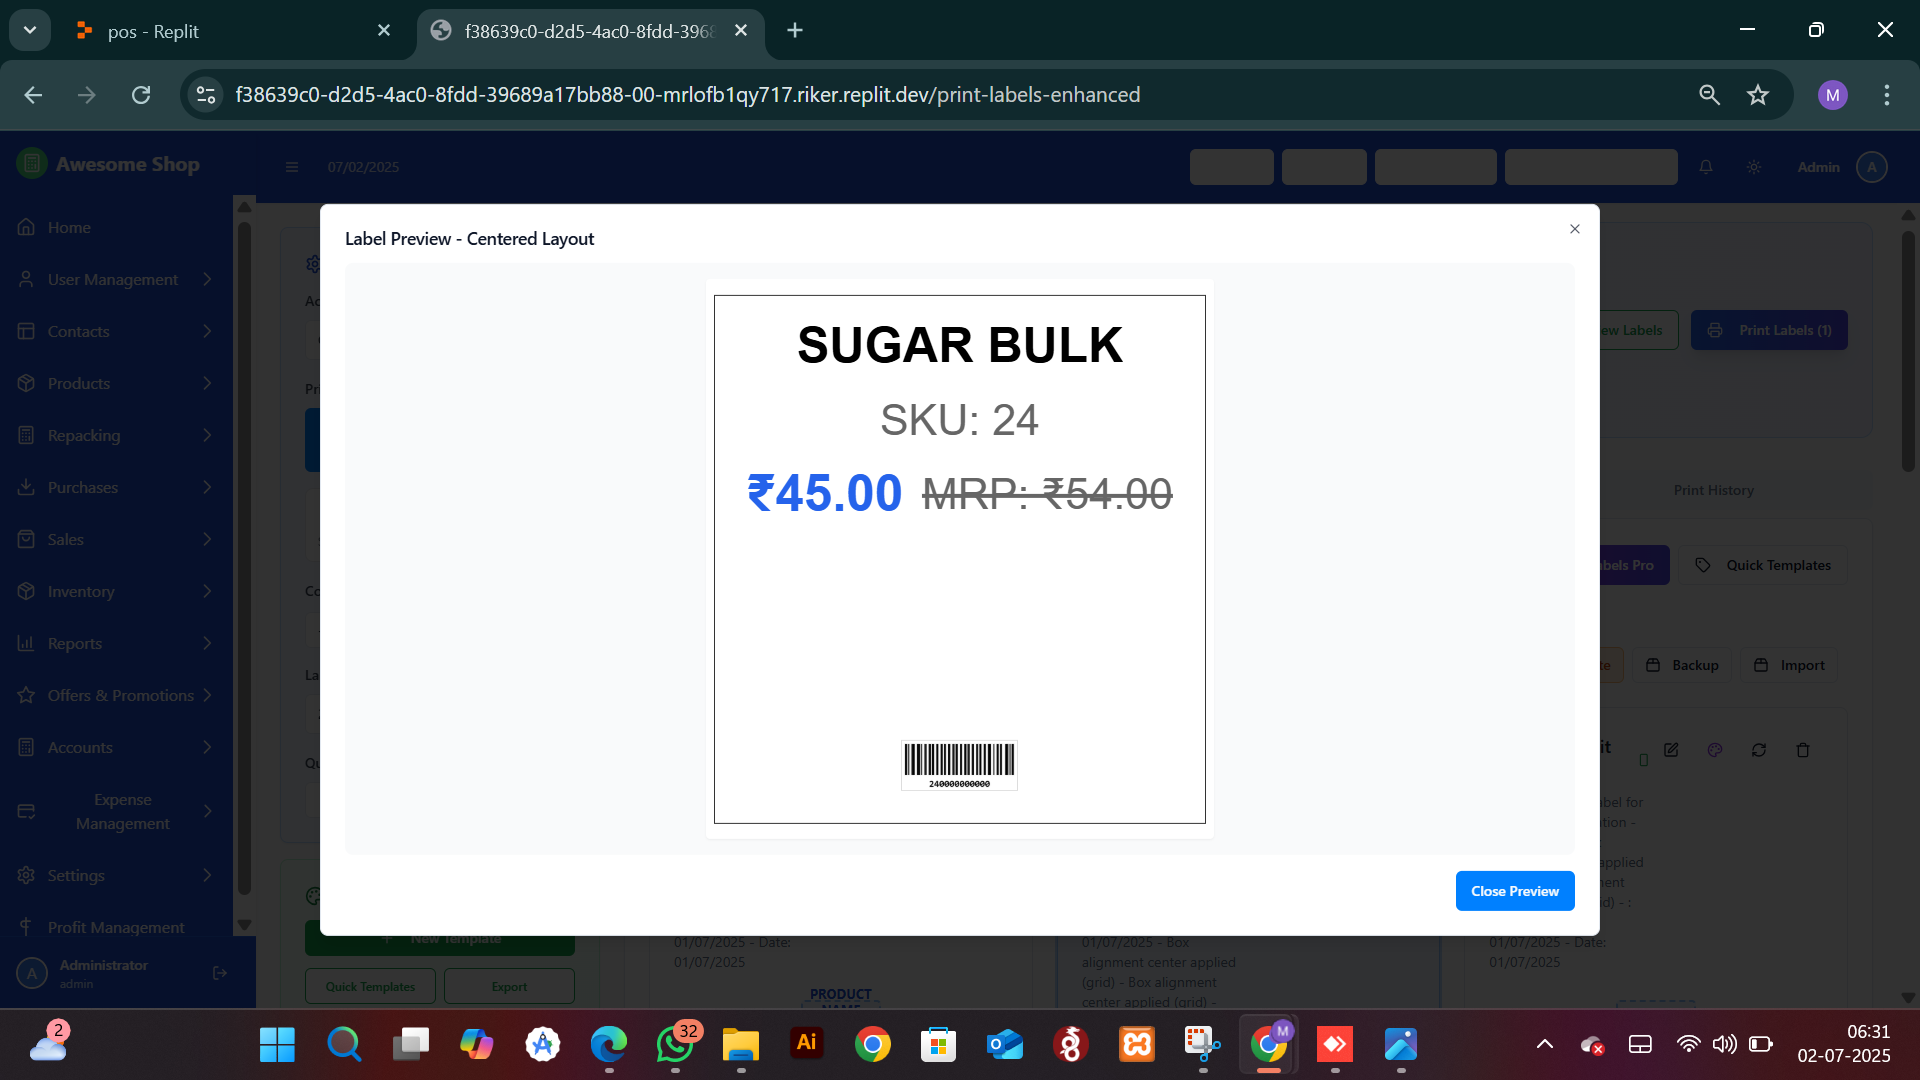 pos - Replit
f38639c0-d2d5-4ac0-8fdd-3968
f38639c0-d2d5-4ac0-8fdd-39689a17bb88-00-mrlofb1qy717.riker.replit.dev/print-labels-enhanced
M
Awesome Shop
07/02/2025
Admin
A
Home
User Management
Contacts
Products
Repacking
Purchases
Sales
Inventory
Reports
Offers & Promotions
Accounts
Expense
Management
Settings
Profit Management
A
Administrator
admin
Label Preview - Centered Layout
SUGAR BULK
SKU: 24
₹45.00 MRP: ₹54.00
240000000000
Close Preview
Labels
Print Labels (1)
Print History
Pro
Quick Templates
Backup
Import
New Template
Quick Templates
Export
01/07/2025 - Date:
01/07/2025
PRODUCT
NAME
01/07/2025 - Box
alignment center applied
(grid) - Box alignment
center applied (grid) -
01/07/2025 - Date:
01/07/2025
2
32
Ai
M
06:31
02-07-2025